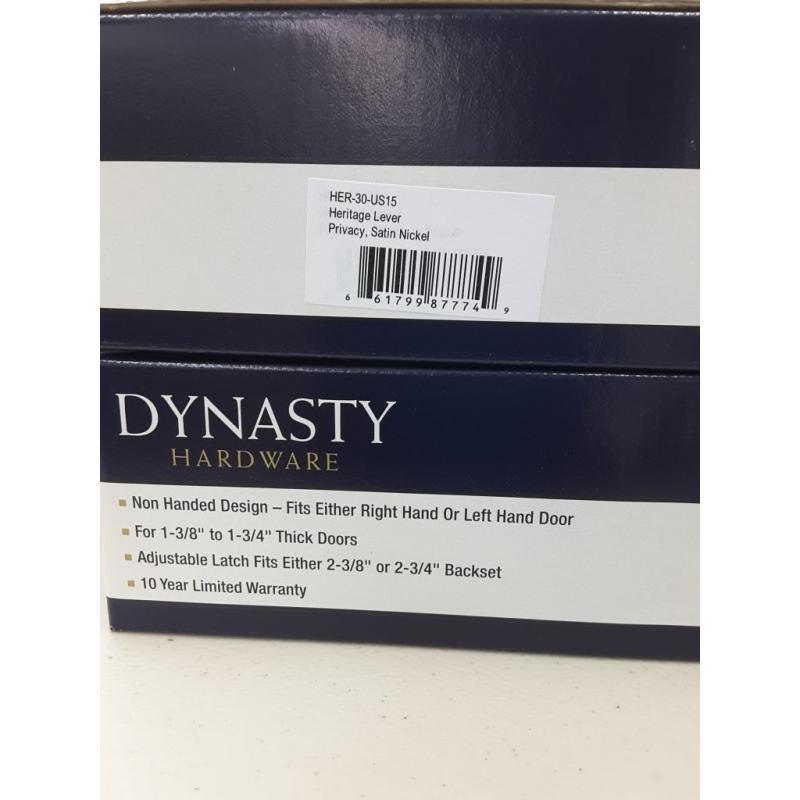 HER-30-US15
Heritage Lever
Privacy, Satin Nickel
6 61799 87774 9
DYNASTY
HARDWARE
Non Handed Design – Fits Either Right Hand Or Left Hand Door
For 1-3/8" to 1-3/4" Thick Doors
Adjustable Latch Fits Either 2-3/8" or 2-3/4" Backset
10 Year Limited Warranty